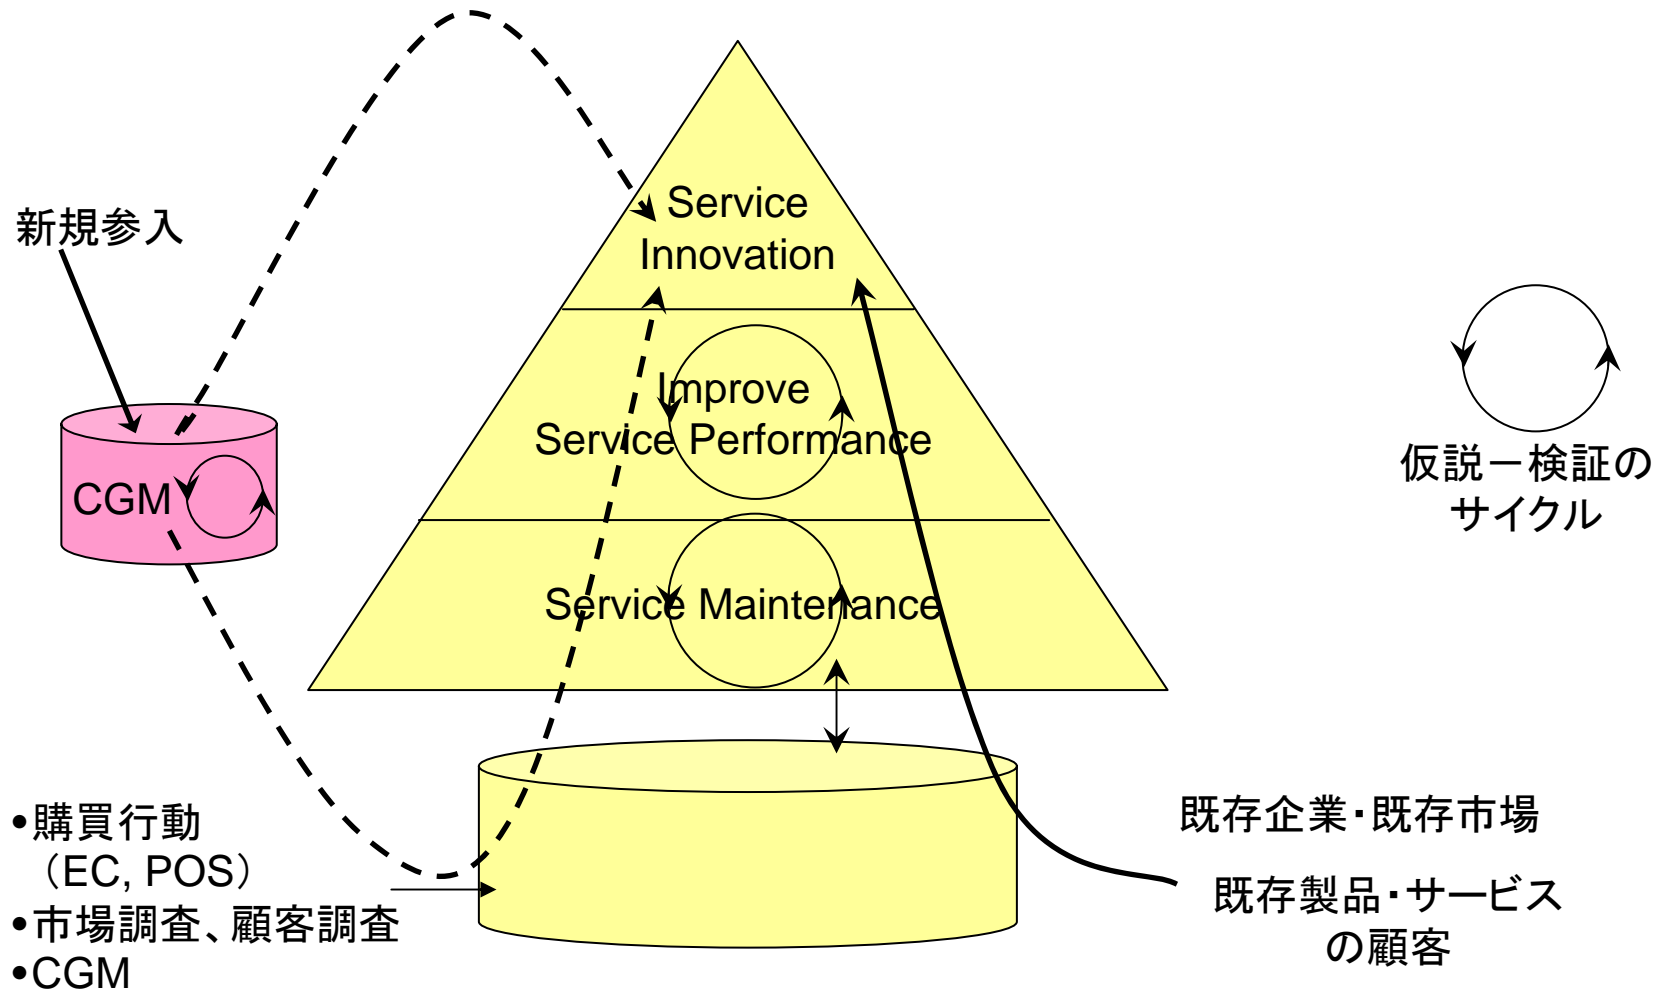 新規参入
CGM
Service
Innovation
Improve
Service Performance
Service Maintenance
仮説－検証の
サイクル
•購買行動
（EC, POS）
•市場調査、顧客調査
•CGM
既存企業・既存市場
既存製品・サービス
の顧客